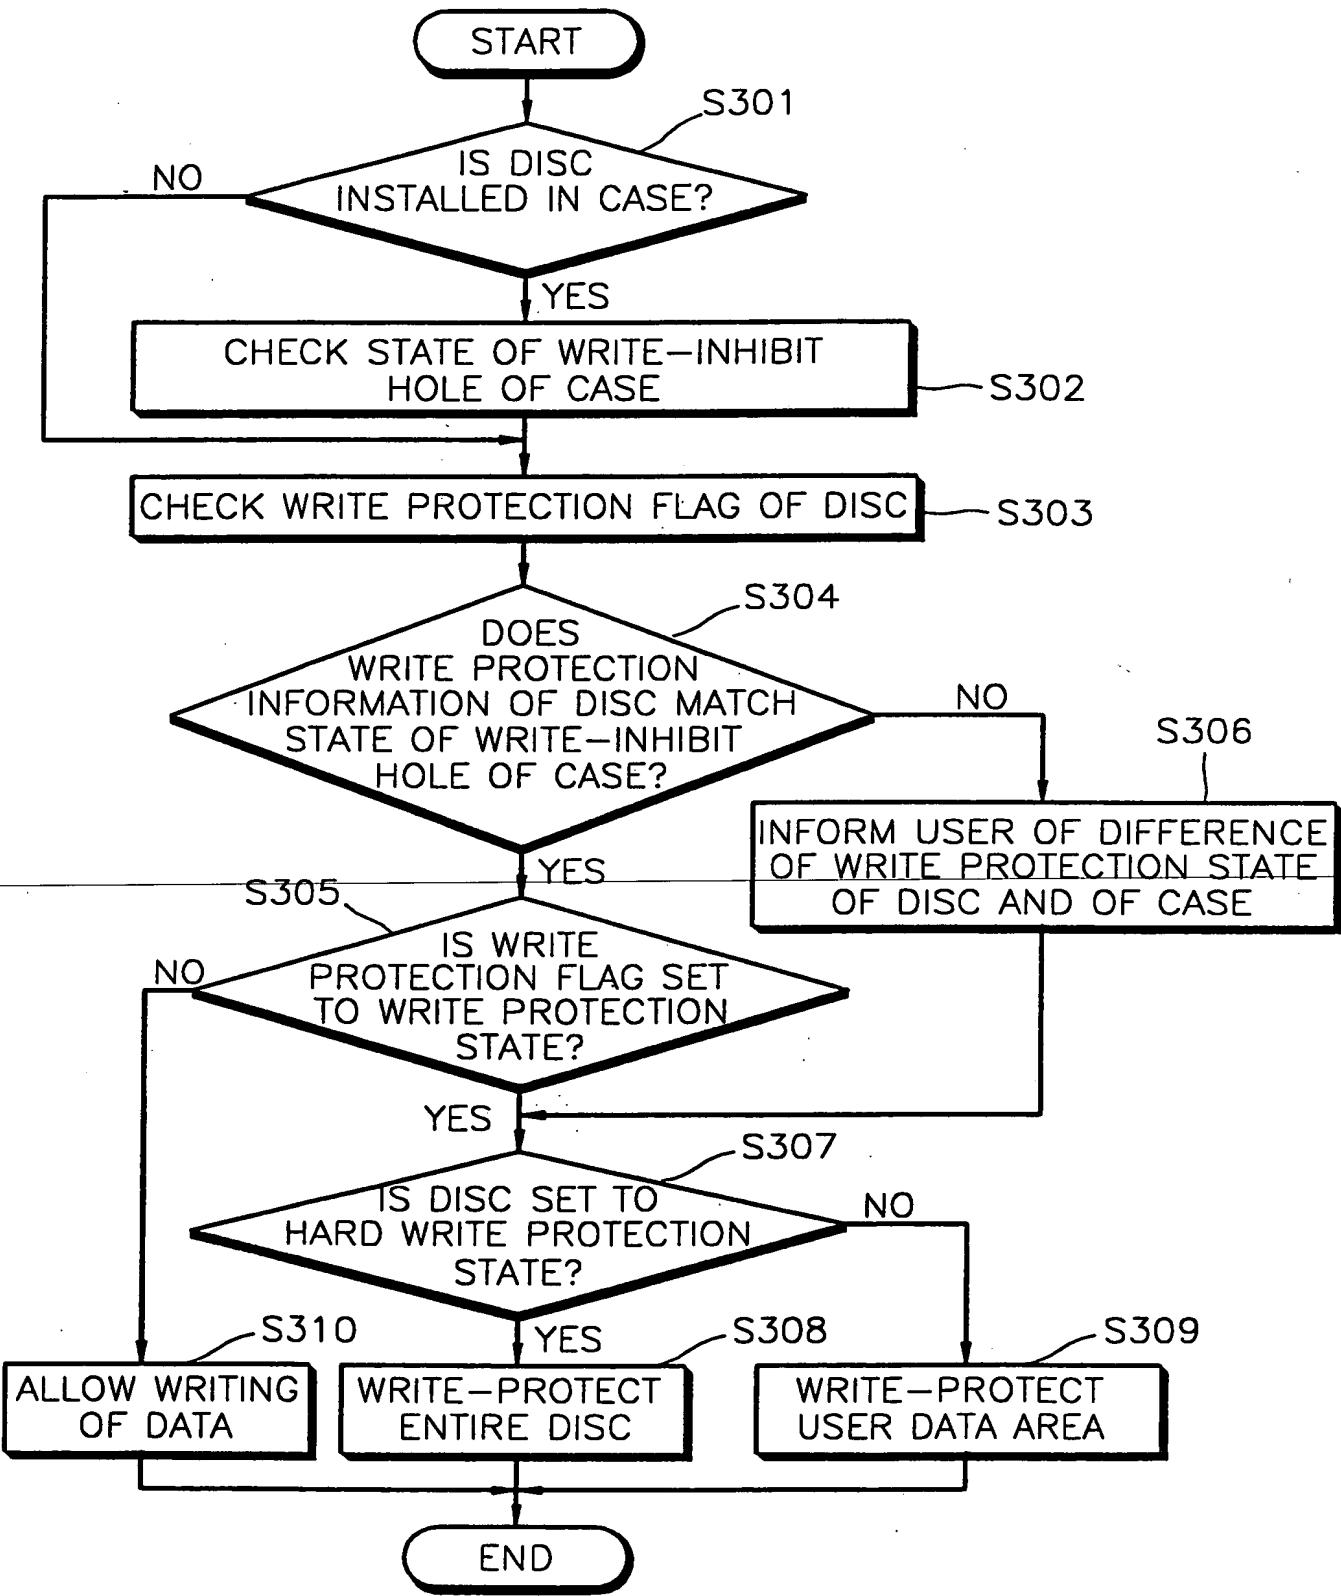 START
S301
IS DISC
INSTALLED IN CASE?
NO
YES
CHECK STATE OF WRITE-INHIBIT
HOLE OF CASE
S302
CHECK WRITE PROTECTION FLAG OF DISC
S303
S304
DOES
WRITE PROTECTION
INFORMATION OF DISC MATCH
STATE OF WRITE-INHIBIT
HOLE OF CASE?
NO
S306
INFORM USER OF DIFFERENCE
OF WRITE PROTECTION STATE
OF DISC AND OF CASE
YES
S305
IS WRITE
PROTECTION FLAG SET
TO WRITE PROTECTION
STATE?
NO
YES
S307
IS DISC SET TO
HARD WRITE PROTECTION
STATE?
NO
YES
S310
ALLOW WRITING
OF DATA
S308
WRITE-PROTECT
ENTIRE DISC
S309
WRITE-PROTECT
USER DATA AREA
END